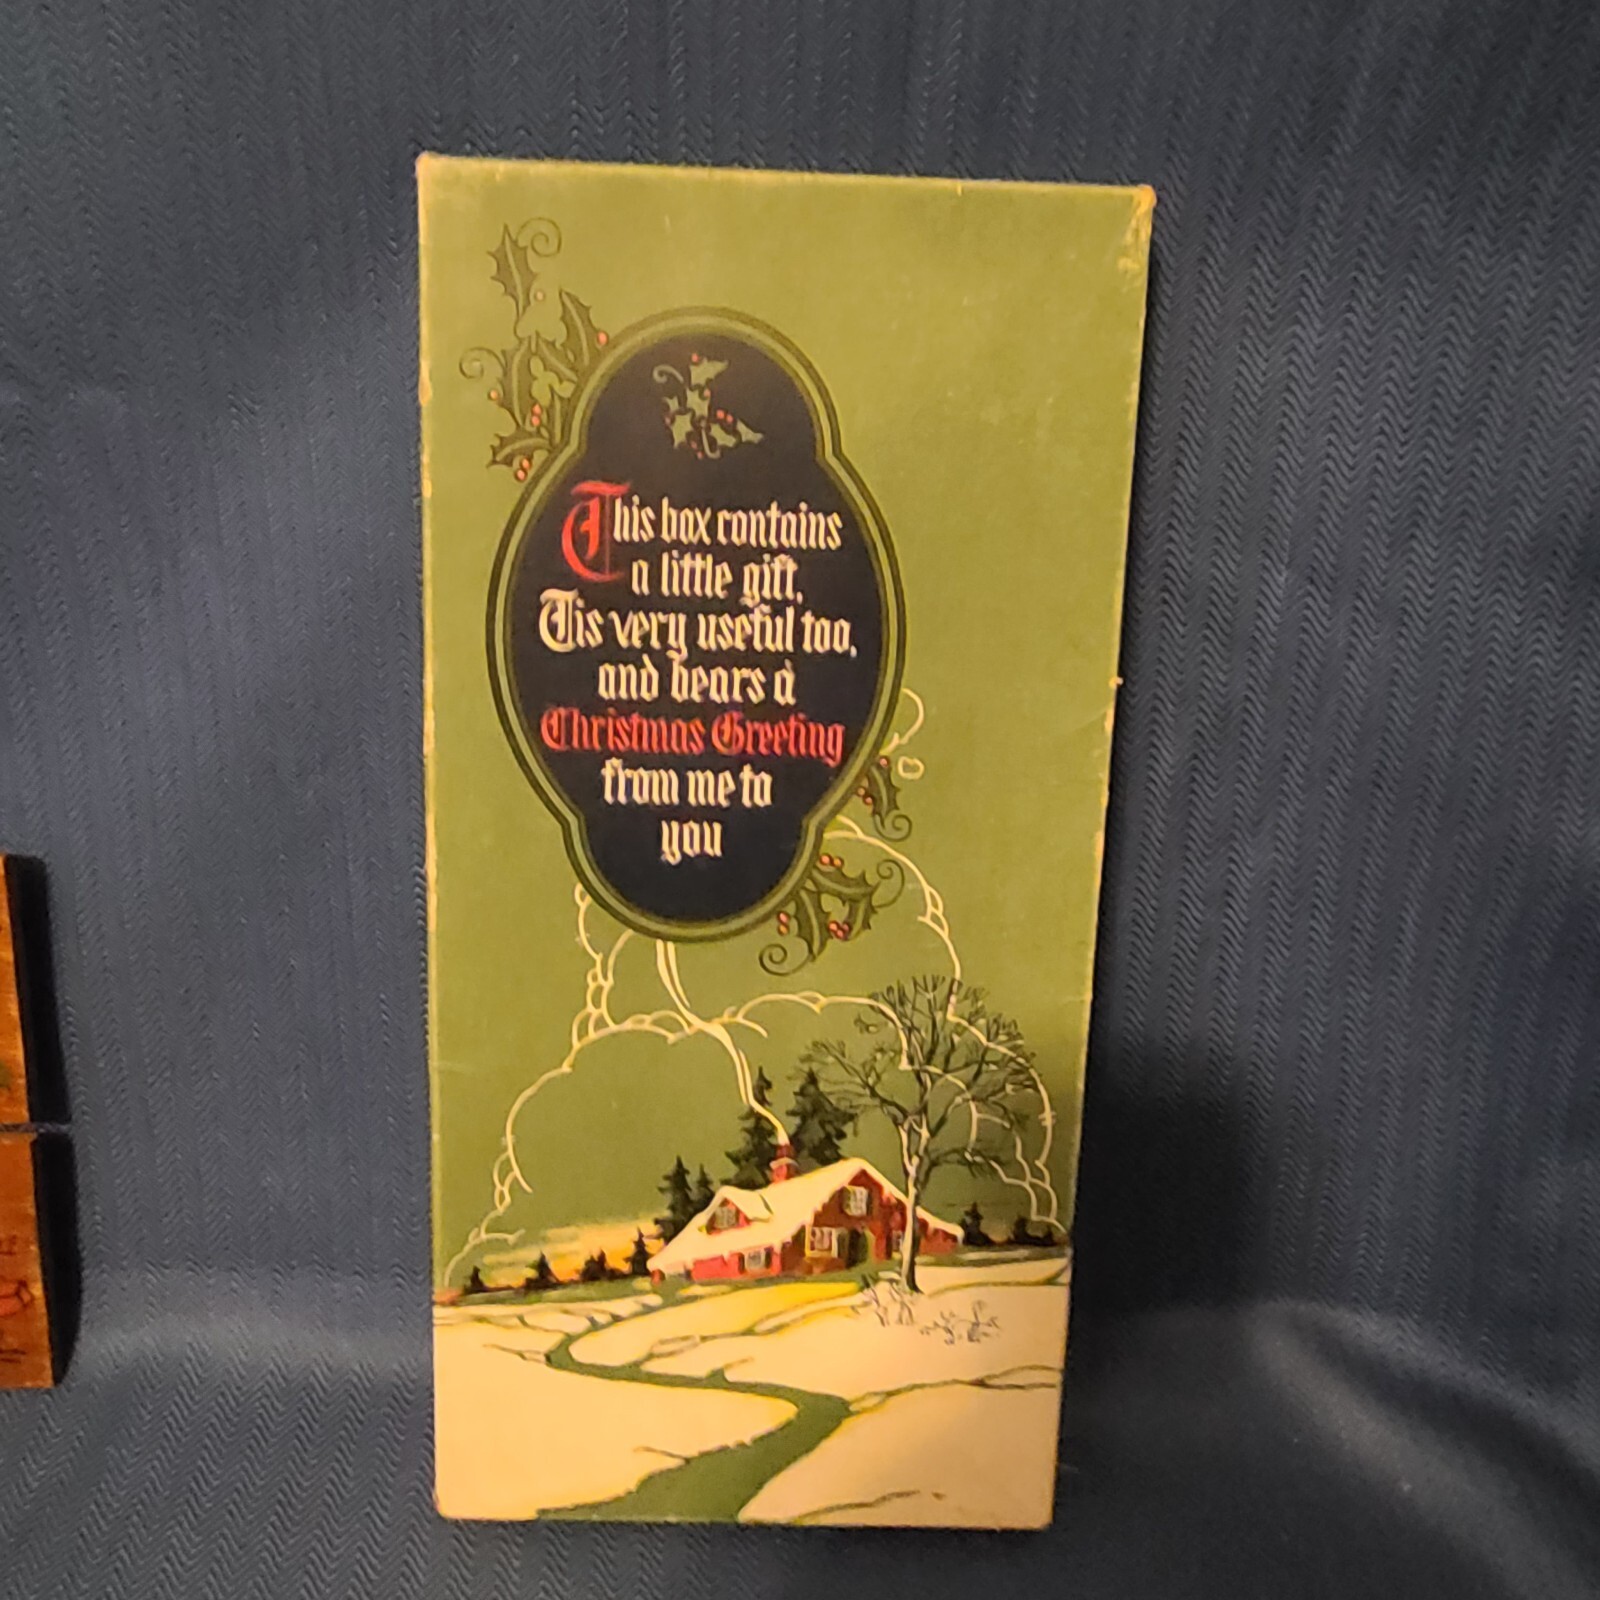 This box contains
a little gift.
Tis very useful too,
and bears a
Christmas Greeting
from me to
you